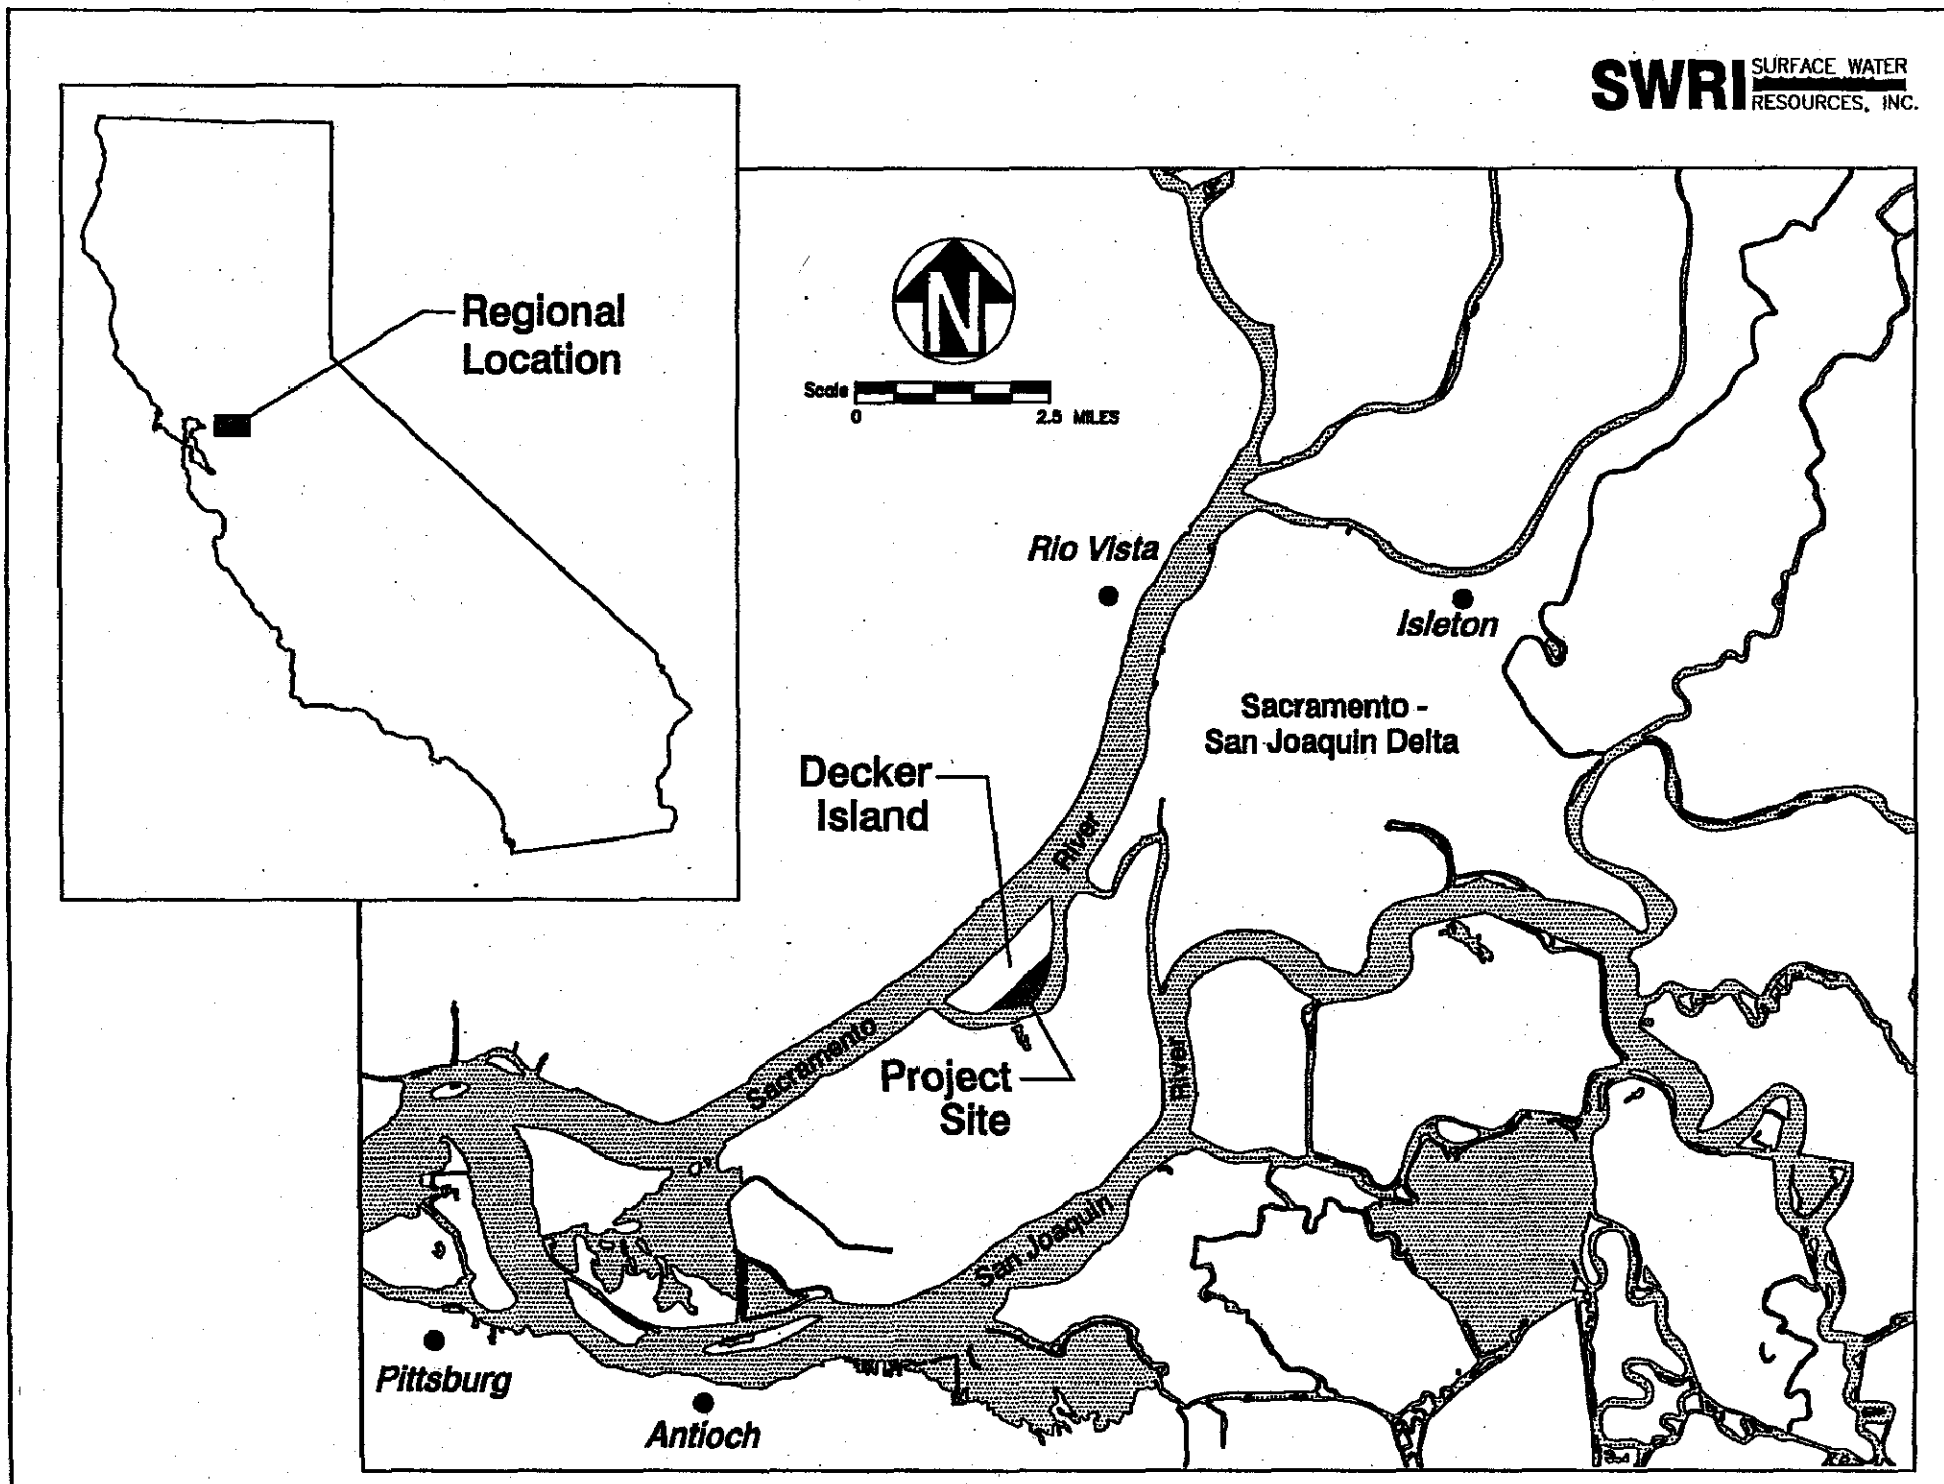 SWRI
SURFACE WATER
RESOURCES, INC.
Regional
Location
N
Scale
0
2.5 MILES
Rio Vista
Isleton
Sacramento -
San Joaquin Delta
Decker
Island
River
Sacramento
Project
Site
River
San Joaquin
Pittsburg
Antioch